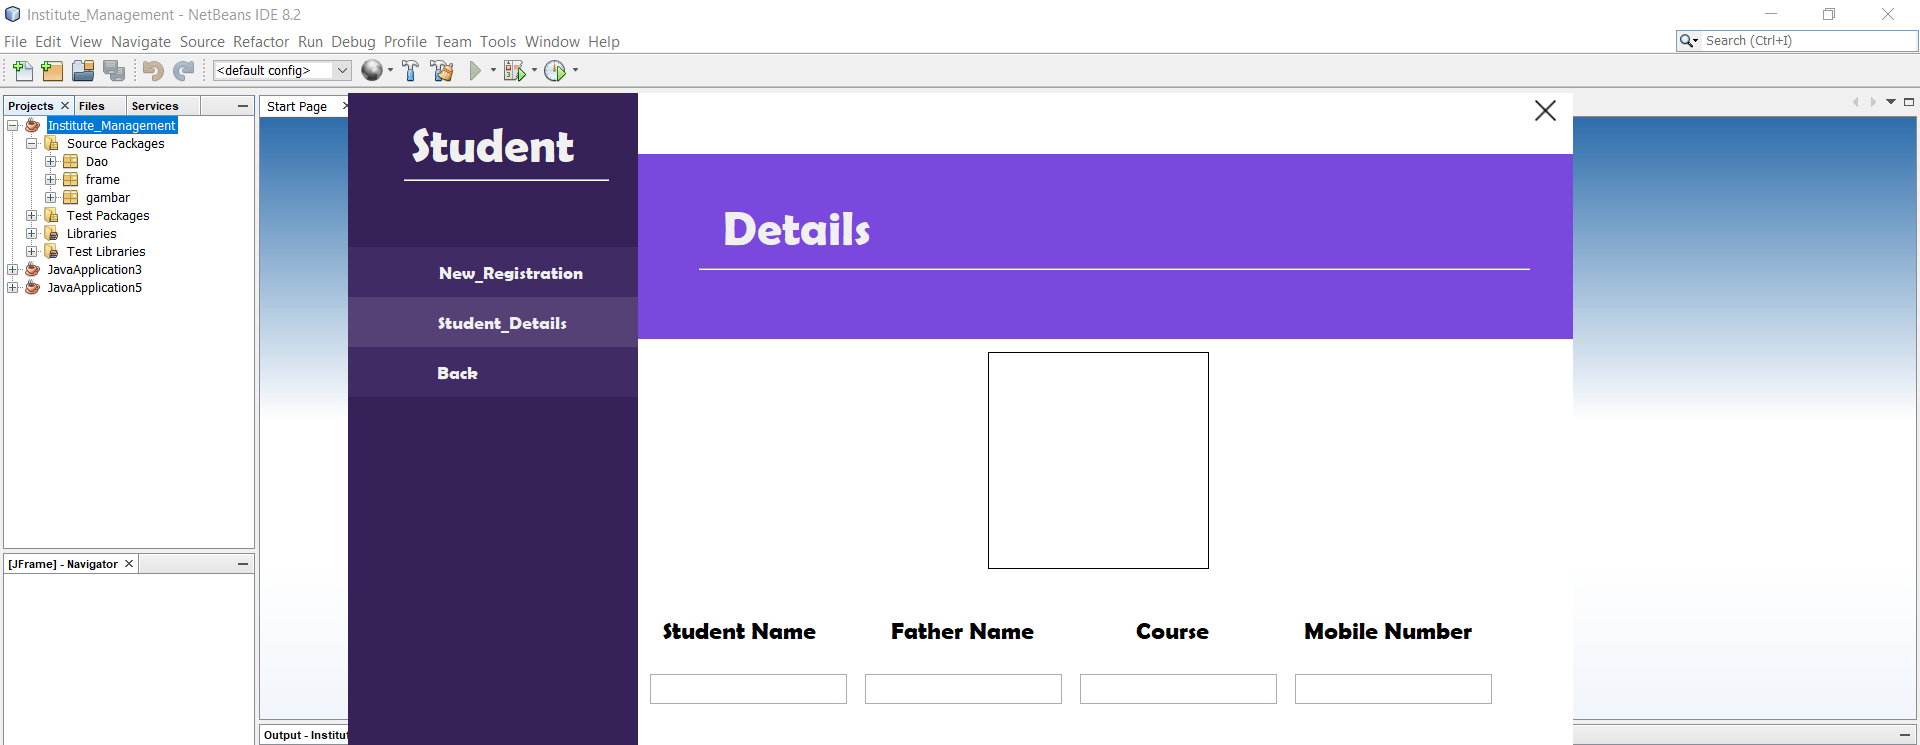 Institute_Management - NetBeans IDE 8.2
File Edit View Navigate Source Refactor Run Debug Profile Team Tools Window Help
Search (Ctrl+I)
<default config>
Projects Files Services
Start Page
Institute_Management
Source Packages
Dao
frame
gambar
Test Packages
Libraries
Test Libraries
JavaApplication3
JavaApplication5
[JFrame] - Navigator
Student
New_Registration
Student_Details
Back
Details
Student Name Father Name Course Mobile Number
Output - Institut